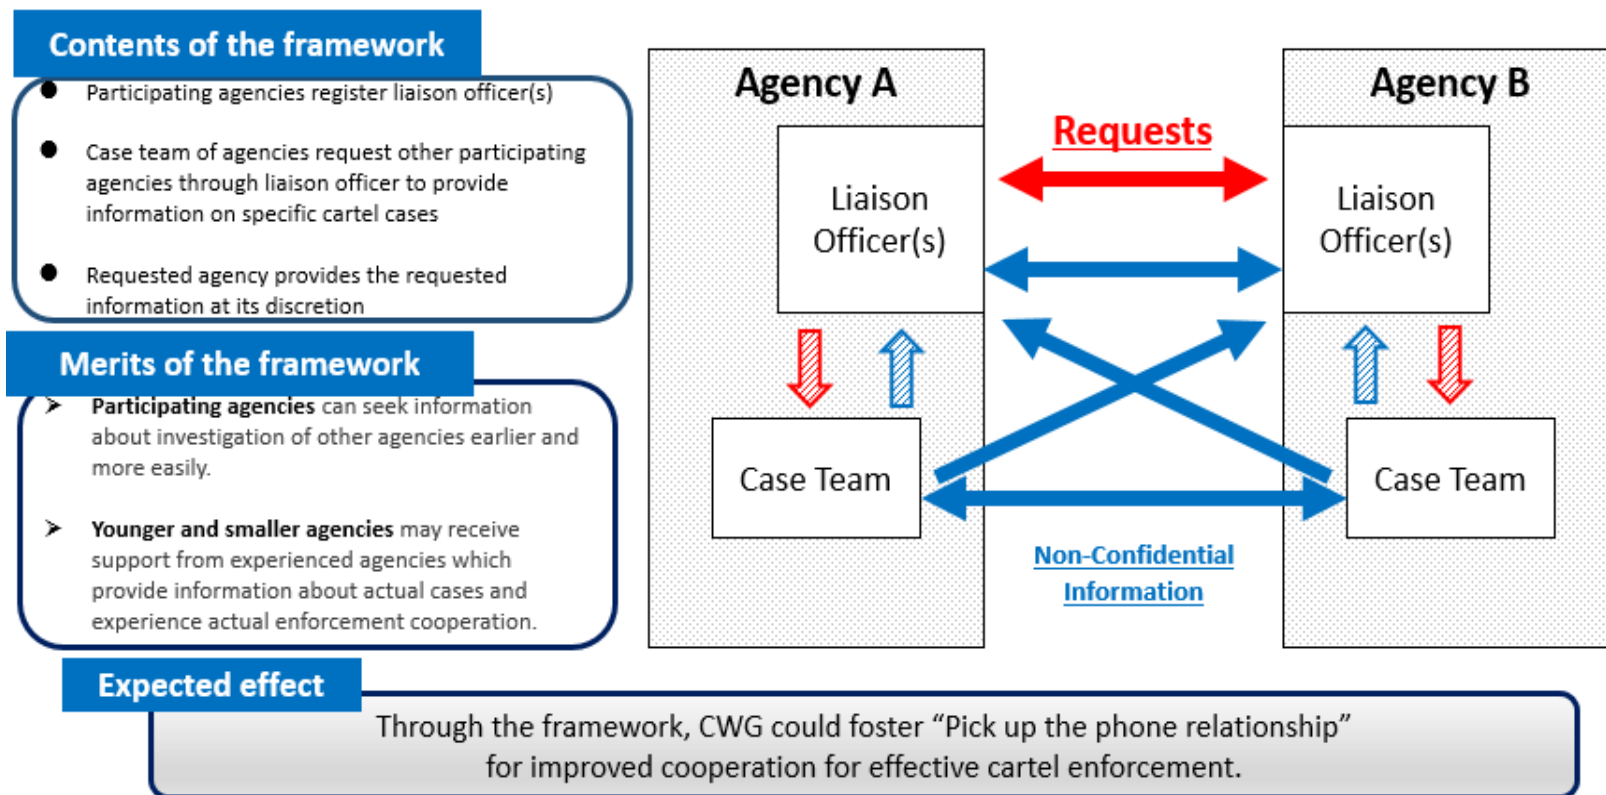 Contents of the framework
● Participating agencies register liaison officer(s)
● Case team of agencies request other participating
agencies through liaison officer to provide
information on specific cartel cases
● Requested agency provides the requested
information at its discretion
Merits of the framework
➤ Participating agencies can seek information
about investigation of other agencies earlier and
more easily.
➤ Younger and smaller agencies may receive
support from experienced agencies which
provide information about actual cases and
experience actual enforcement cooperation.
Agency A
Agency B
Requests
Liaison
Officer(s)
Liaison
Officer(s)
Case Team
Case Team
Non-Confidential
Information
Expected effect
Through the framework, CWG could foster “Pick up the phone relationship”
for improved cooperation for effective cartel enforcement.